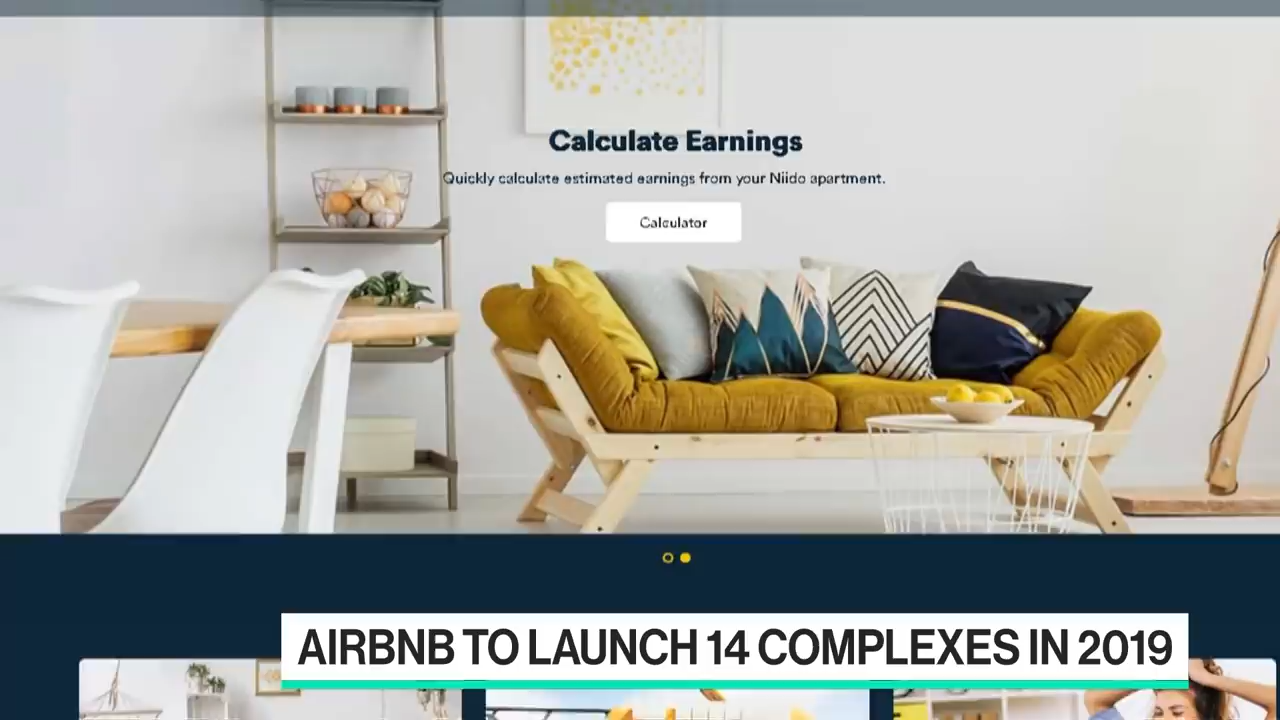 Calculate Earnings
Quickly calculate estimated earnings from your Niido apartment.
Calculator
AIRBNB TO LAUNCH 14 COMPLEXES IN 2019